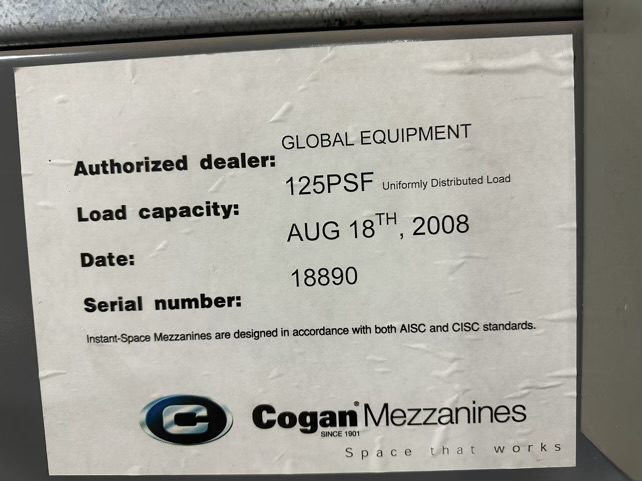 Authorized dealer: GLOBAL EQUIPMENT
Load capacity: 125PSF Uniformly Distributed Load
Date: AUG 18TH, 2008
Serial number: 18890
Instant-Space Mezzanines are designed in accordance with both AISC and CISC standards.
C Cogan® Mezzanines
SINCE 1901
Space that works